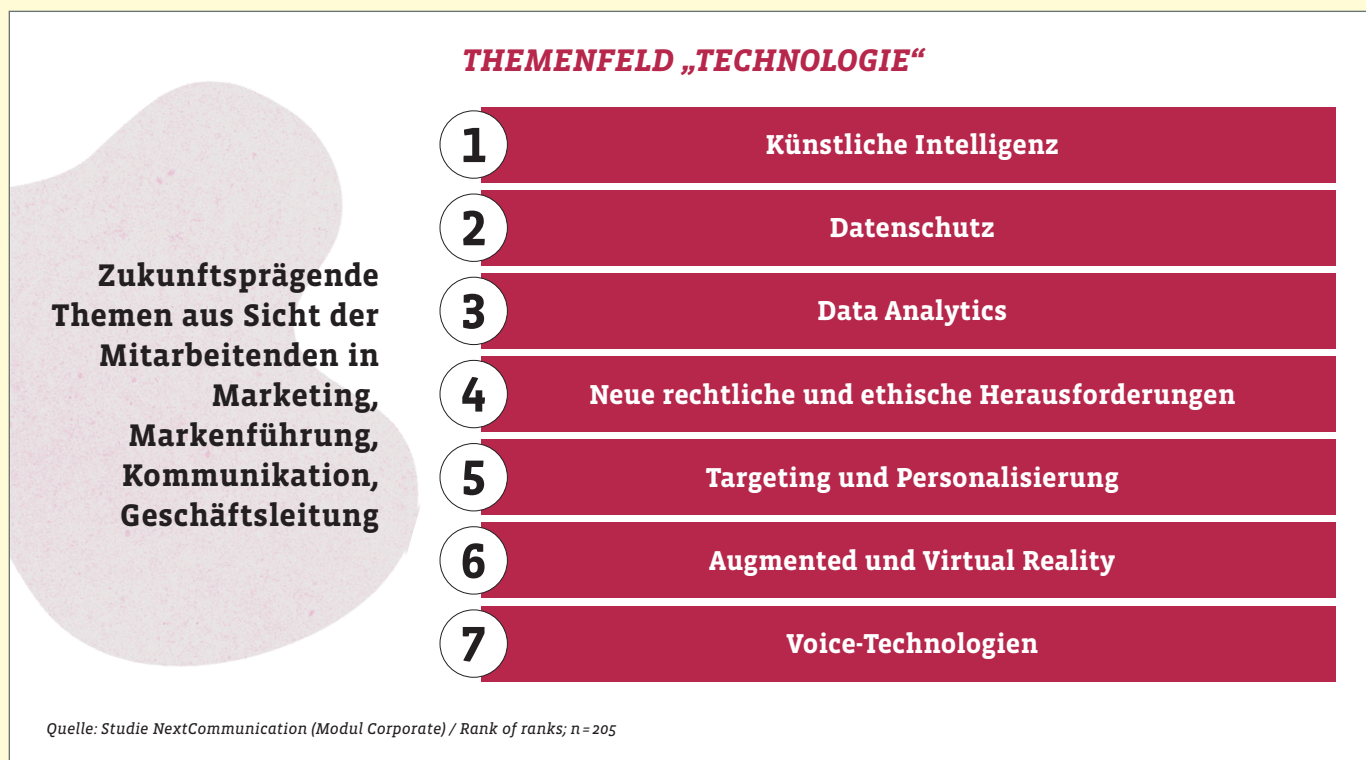 THEMENFELD „TECHNOLOGIE“
Zukunftsprägende
Themen aus Sicht der
Mitarbeitenden in
Marketing,
Markenführung,
Kommunikation,
Geschäftsleitung
1 Künstliche Intelligenz
2 Datenschutz
3 Data Analytics
4 Neue rechtliche und ethische Herausforderungen
5 Targeting und Personalisierung
6 Augmented und Virtual Reality
7 Voice-Technologien
Quelle: Studie NextCommunication (Modul Corporate) / Rank of ranks; n = 205